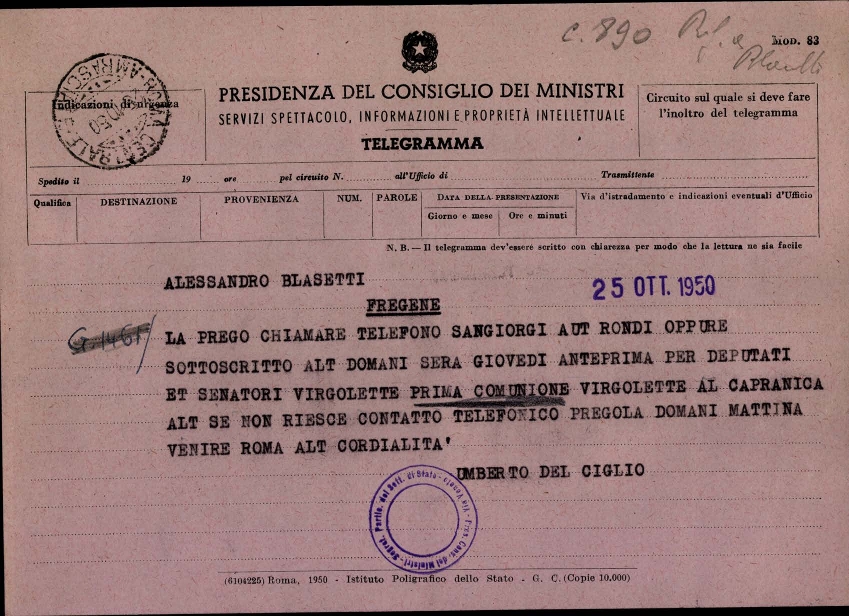 c. 890
MOD. 83
Indicazioni di urgenza
PRESIDENZA DEL CONSIGLIO DEI MINISTRI
SERVIZI SPETTACOLO, INFORMAZIONI E PROPRIETÀ INTELLETTUALE
TELEGRAMMA
Circuito sul quale si deve fare
l'inoltro del telegramma
Spedito il 19 ore pel circuito N. all'Ufficio di Trasmittente
Qualifica DESTINAZIONE PROVENIENZA NUM. PAROLE DATA DELLA PRESENTAZIONE Via d'istradamento e indicazioni eventuali d'Ufficio
Giorno e mese Ore e minuti
N. B. — Il telegramma dev'essere scritto con chiarezza per modo che la lettura ne sia facile
ALESSANDRO BLASETTI
25 OTT. 1950
FREGENE
LA PREGO CHIAMARE TELEFONO SANGIORGI AUT RONDI OPPURE
SOTTOSCRITTO ALT DOMANI SERA GIOVEDI ANTEPRIMA PER DEPUTATI
ET SENATORI VIRGOLETTE PRIMA COMUNIONE VIRGOLETTE AL CAPRANICA
ALT SE NON RIESCE CONTATTO TELEFONICO PREGOLA DOMANI MATTINA
VENIRE ROMA ALT CORDIALITA'
UMBERTO DEL CIGLIO
(6104225) Roma, 1950 - Istituto Poligrafico dello Stato - G. C. (Copie 10.000)